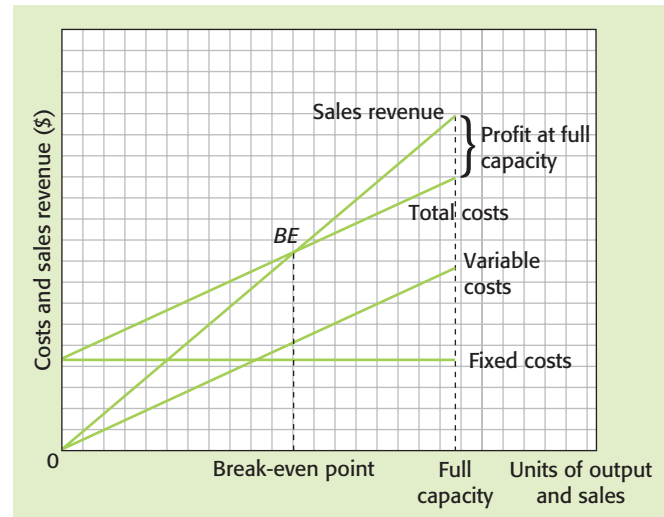 Costs and sales revenue ($)
Sales revenue
Profit at full
capacity
Total costs
BE
Variable
costs
Fixed costs
0
Break-even point
Full
capacity
Units of output
and sales